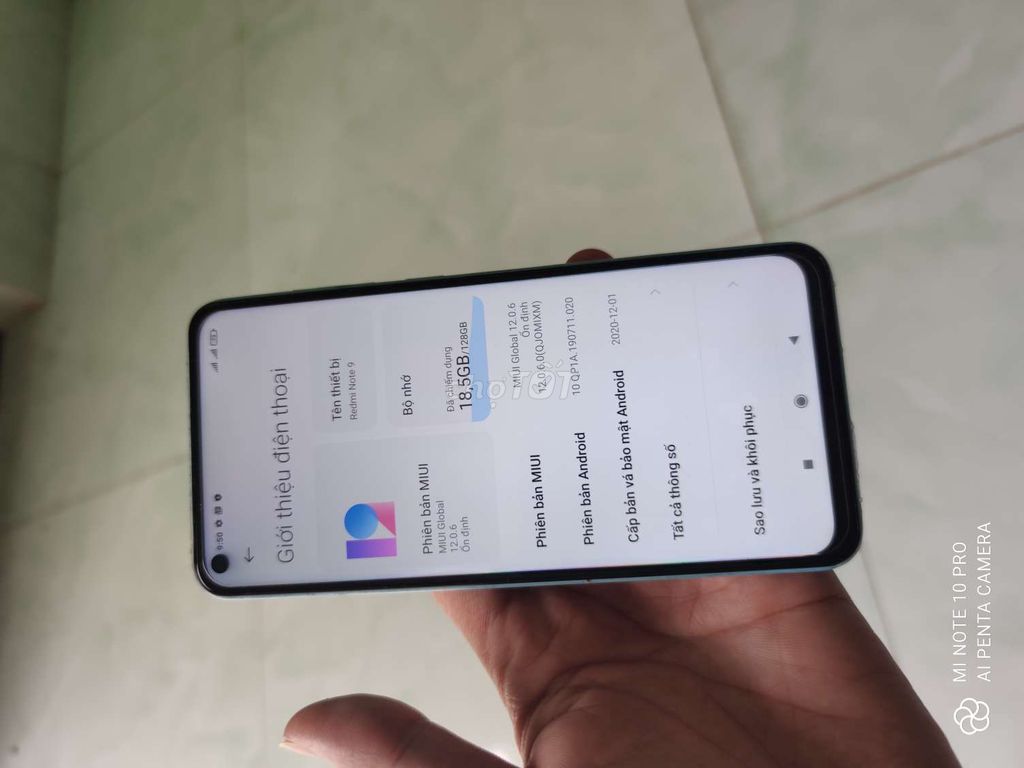 9:50
Giới thiệu điện thoại
Phiên bản MIUI
MIUI Global
12.0.6
Ổn định
Tên thiết bị
Redmi Note 9
Bộ nhớ
Đã chiếm dụng
18.5GB/128GB
Phiên bản MIUI
MIUI Global 12.0.6
Ổn định
12.0.6.0(QJOMIXM)
Phiên bản Android
10 QP1A.190711.020
Cấp bản vá bảo mật Android
2020-12-01
Tất cả thông số
Sao lưu và khôi phục
chợTỐT
MI NOTE 10 PRO
AI PENTA CAMERA